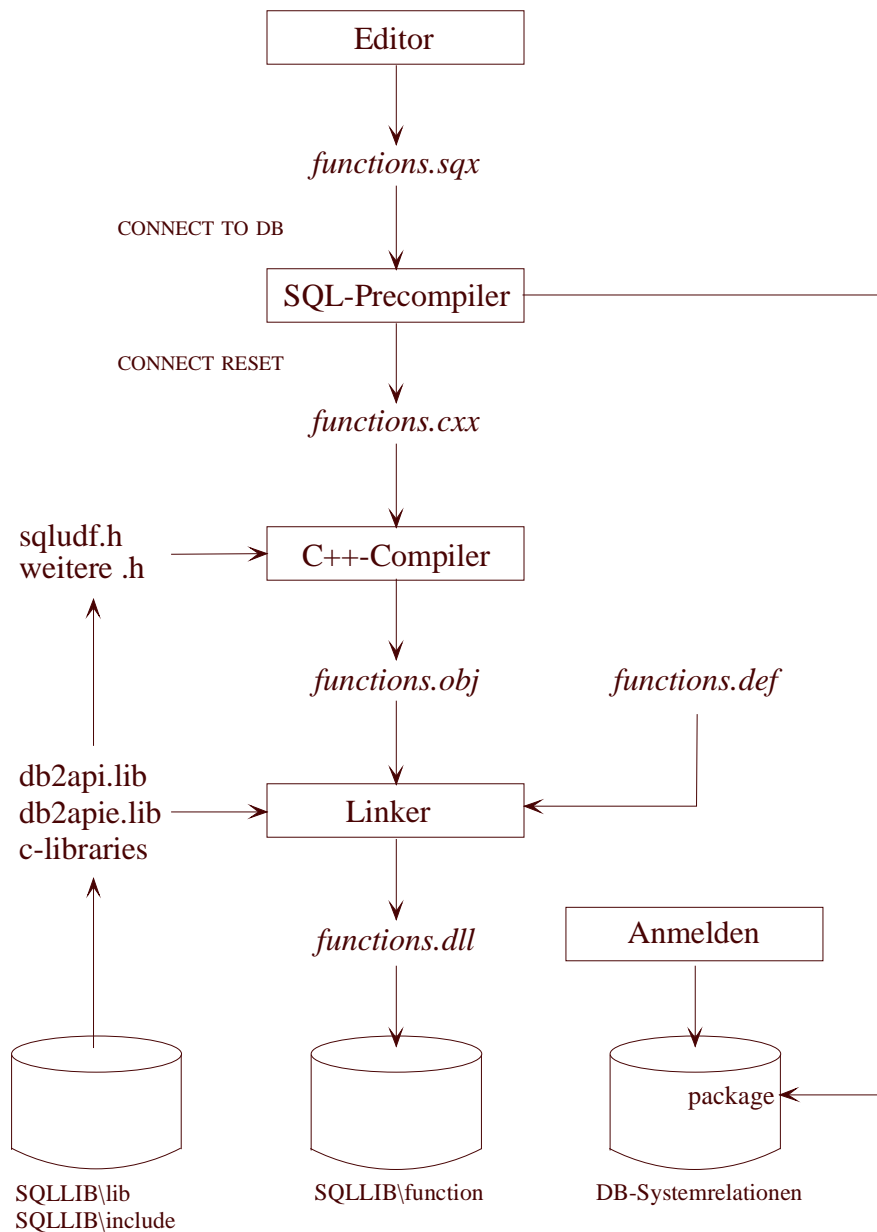 Editor
functions.sqx
CONNECT TO DB
SQL-Precompiler
CONNECT RESET
functions.cxx
sqludf.h
weitere .h
C++-Compiler
functions.obj
functions.def
db2api.lib
db2apie.lib
c-libraries
Linker
functions.dll
Anmelden
package
SQLLIB\lib
SQLLIB\include
SQLLIB\function
DB-Systemrelationen